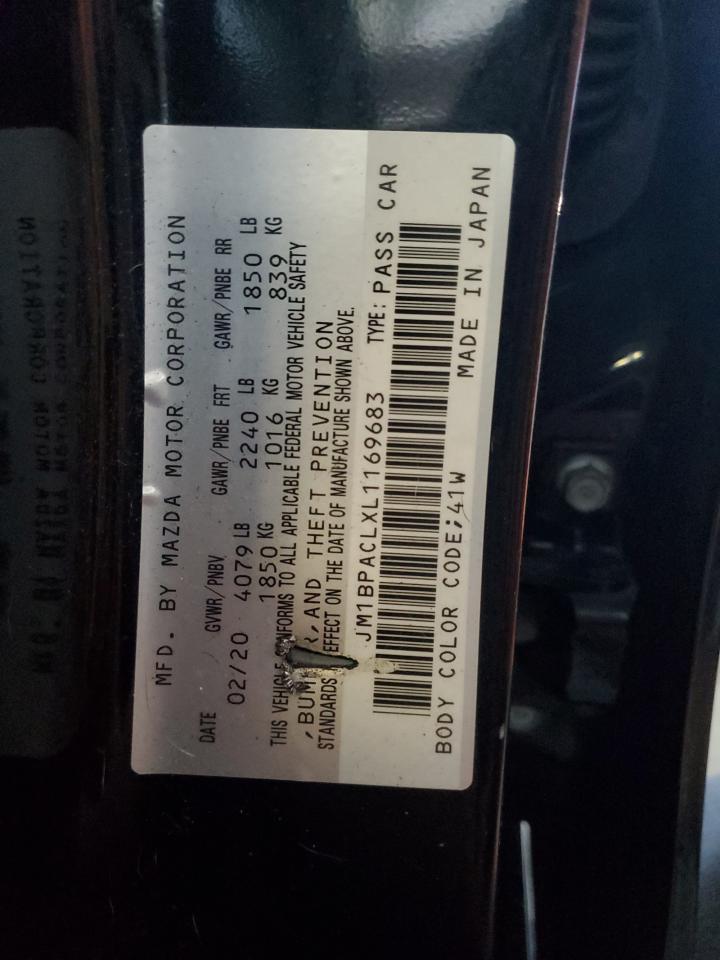 MFD. BY MAZDA MOTOR CORPORATION
DATE GVWR/PNBV GAWR/PNBE FRT GAWR/PNBE RR
02/20 4079 LB 2240 LB 1850 LB
1850 KG 1016 KG 839 KG
THIS VEHICLE CONFORMS TO ALL APPLICABLE FEDERAL MOTOR VEHICLE SAFETY
, BUMPER, AND THEFT PREVENTION
STANDARDS EFFECT ON THE DATE OF MANUFACTURE SHOWN ABOVE.
JM1BPACLXL1169683 TYPE: PASS CAR
BODY COLOR CODE; 41W MADE IN JAPAN